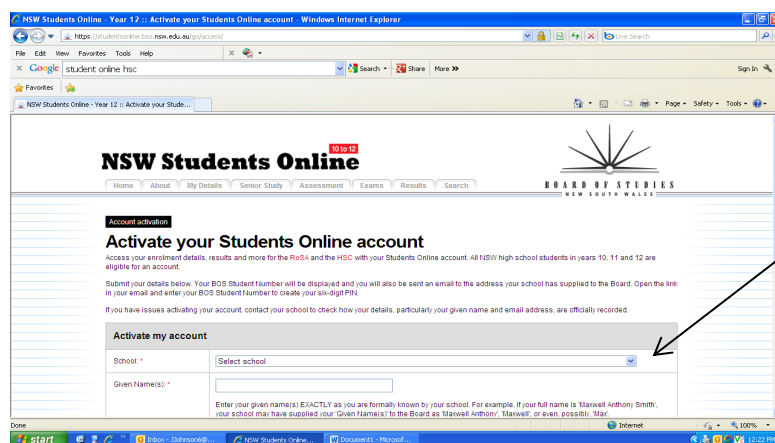 NSW Students Online - Year 12 :: Activate your Students Online account - Windows Internet Explorer
https://studentsonline.bos.nsw.edu.au/go/access/
Live Search
File Edit View Favorites Tools Help
Google student online hsc Search Share More >> Sign In
Favorites
NSW Students Online - Year 12 :: Activate your Stude... Page Safety Tools
10 to 12
NSW Students Online
Home About My Details Senior Study Assessment Exams Results Search
BOARD OF STUDIES
NEW SOUTH WALES
Account activation
Activate your Students Online account
Access your enrolment details, results and more for the RoSA and the HSC with your Students Online account. All NSW high school students in years 10, 11 and 12 are
eligible for an account.
Submit your details below. Your BOS Student Number will be displayed and you will also be sent an email to the address your school has supplied to the Board. Open the link
in your email and enter your BOS Student Number to create your six-digit PIN.
If you have issues activating your account, contact your school to check how your details, particularly your given name and email address, are officially recorded.
Activate my account
School: * Select school
Given Name(s): *
Enter your given name(s) EXACTLY as you are formally known by your school. For example, if your full name is 'Maxwell Anthony Smith',
your school may have supplied your 'Given Name(s)' to the Board as 'Maxwell Anthony', 'Maxwell', or even, possibly, 'Max'.
Done Internet 100%
start Inbox - JJohnson6@... NSW Students Online... Document1 - Microsof... 12:22 PM